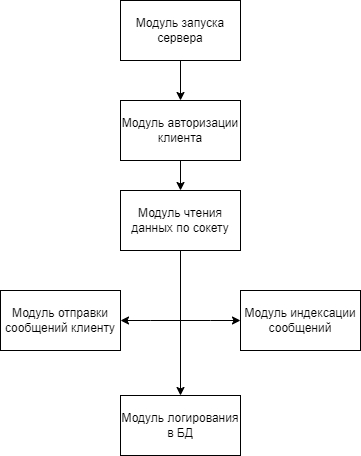 Модуль запуска
сервера
Модуль авторизации
клиента
Модуль чтения
данных по сокету
Модуль отправки
сообщений клиенту
Модуль индексации
сообщений
Модуль логирования
в БД